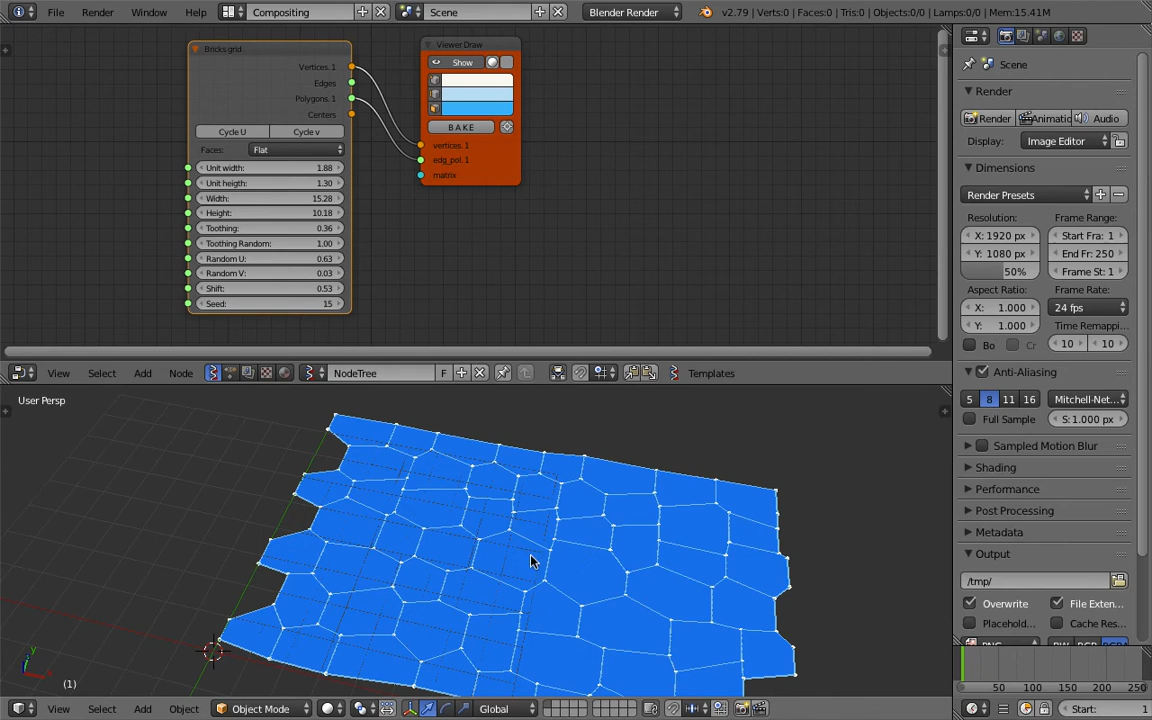 File Render Window Help Compositing Scene Blender Render v2.79 | Verts:0 | Faces:0 | Tris:0 | Objects:0/0 | Lamps:0/0 | Mem:15.41M
Bricks grid
Vertices. 1
Edges
Polygons. 1
Centers
Cycle U Cycle v
Faces: Flat
Unit width: 1.88
Unit heigth: 1.30
Width: 15.28
Height: 10.18
Toothing: 0.36
Toothing Random: 1.00
Random U: 0.63
Random V: 0.03
Shift: 0.53
Seed: 15
Viewer Draw
Show
B A K E
vertices. 1
edg_pol. 1
matrix
View Select Add Node NodeTree F Templates
User Persp
(1)
View Select Add Object Object Mode Global
Scene
Render
Render Animatic Audio
Display: Image Editor
Dimensions
Render Presets
Resolution: Frame Range:
X: 1920 px Start Fra: 1
Y: 1080 px End Fr: 250
50% Frame St: 1
Aspect Ratio: Frame Rate:
X: 1.000 24 fps
Y: 1.000 Time Remappi...
Bo Cr 10 10
Anti-Aliasing
5 8 11 16 Mitchell-Net...
Full Sample S: 1.000 px
Sampled Motion Blur
Shading
Performance
Post Processing
Metadata
Output
/tmp/
Overwrite File Exten...
Placehold... Cache Res...
0 50 100 150 200 250
Start: 1